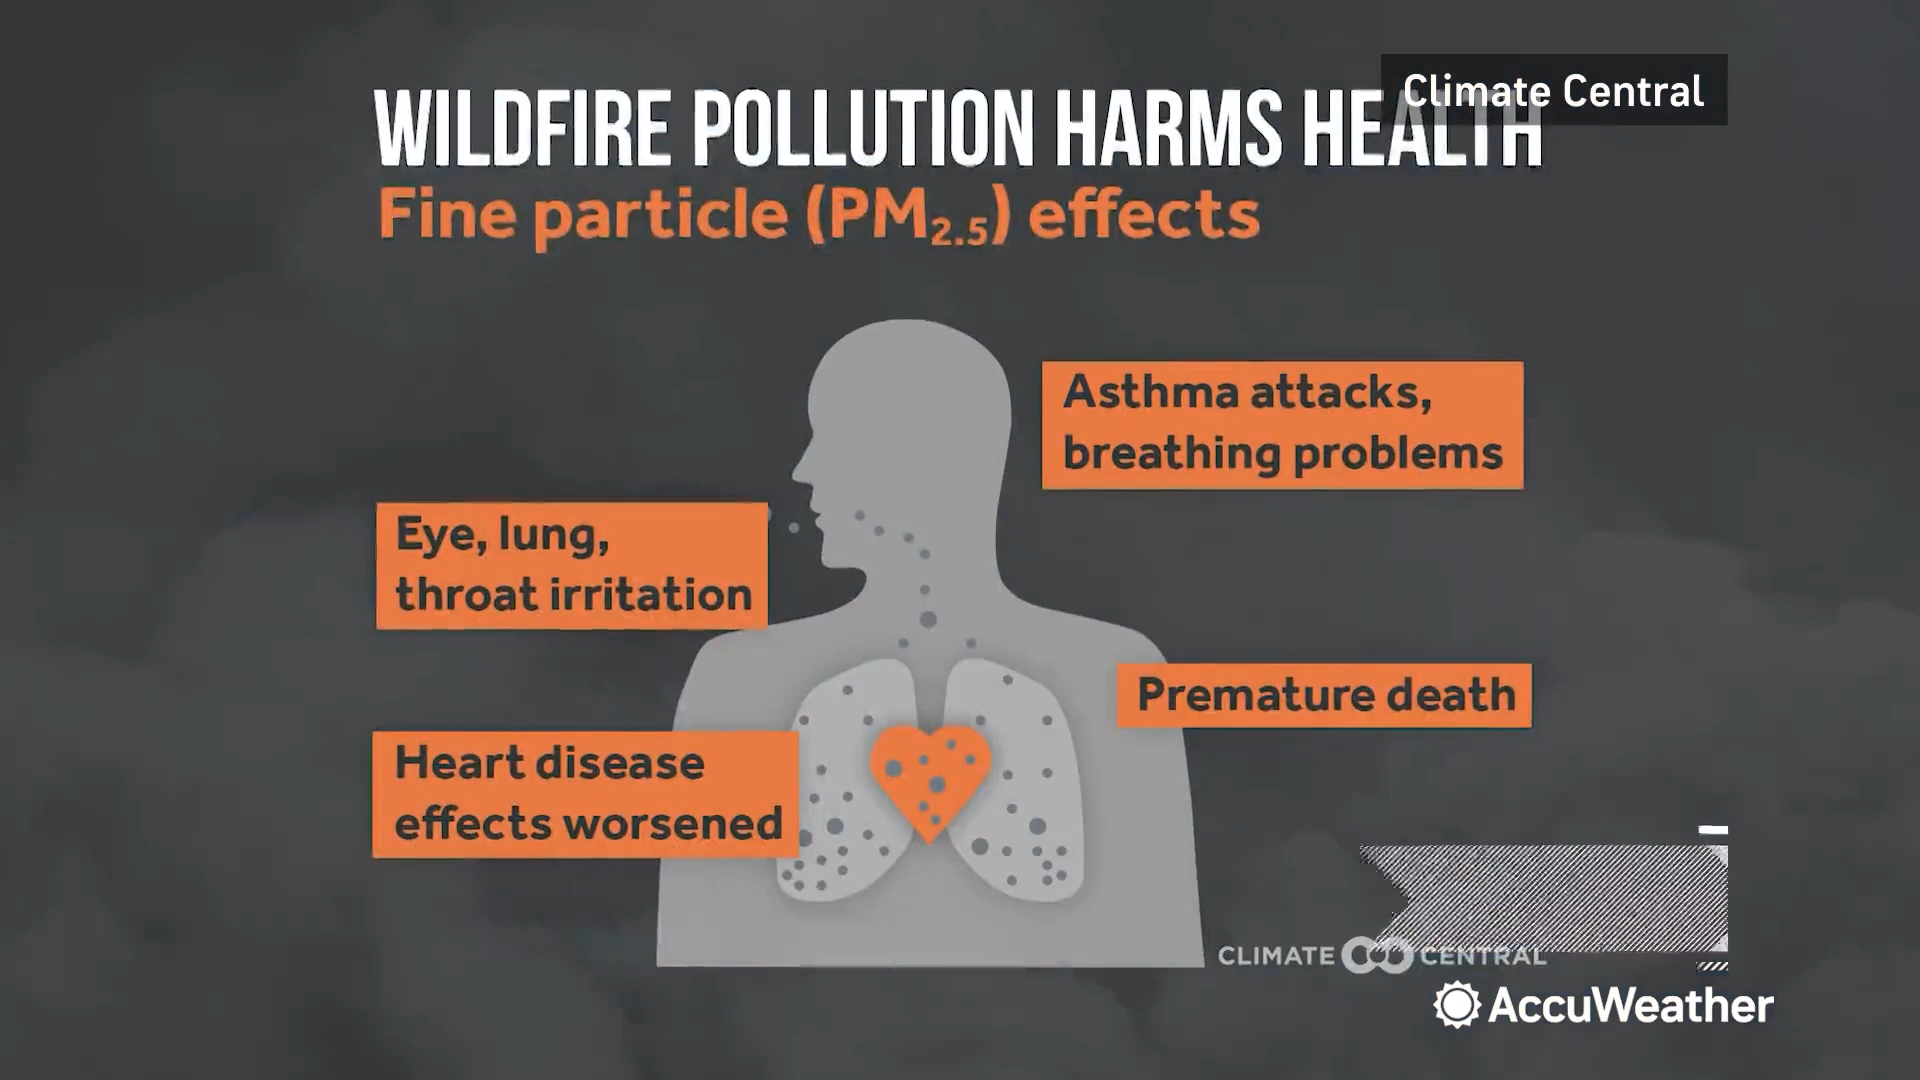 Climate Central
WILDFIRE POLLUTION HARMS HEALTH
Fine particle (PM2.5) effects
Asthma attacks,
breathing problems
Eye, lung,
throat irritation
Premature death
Heart disease
effects worsened
CLIMATE CENTRAL
AccuWeather